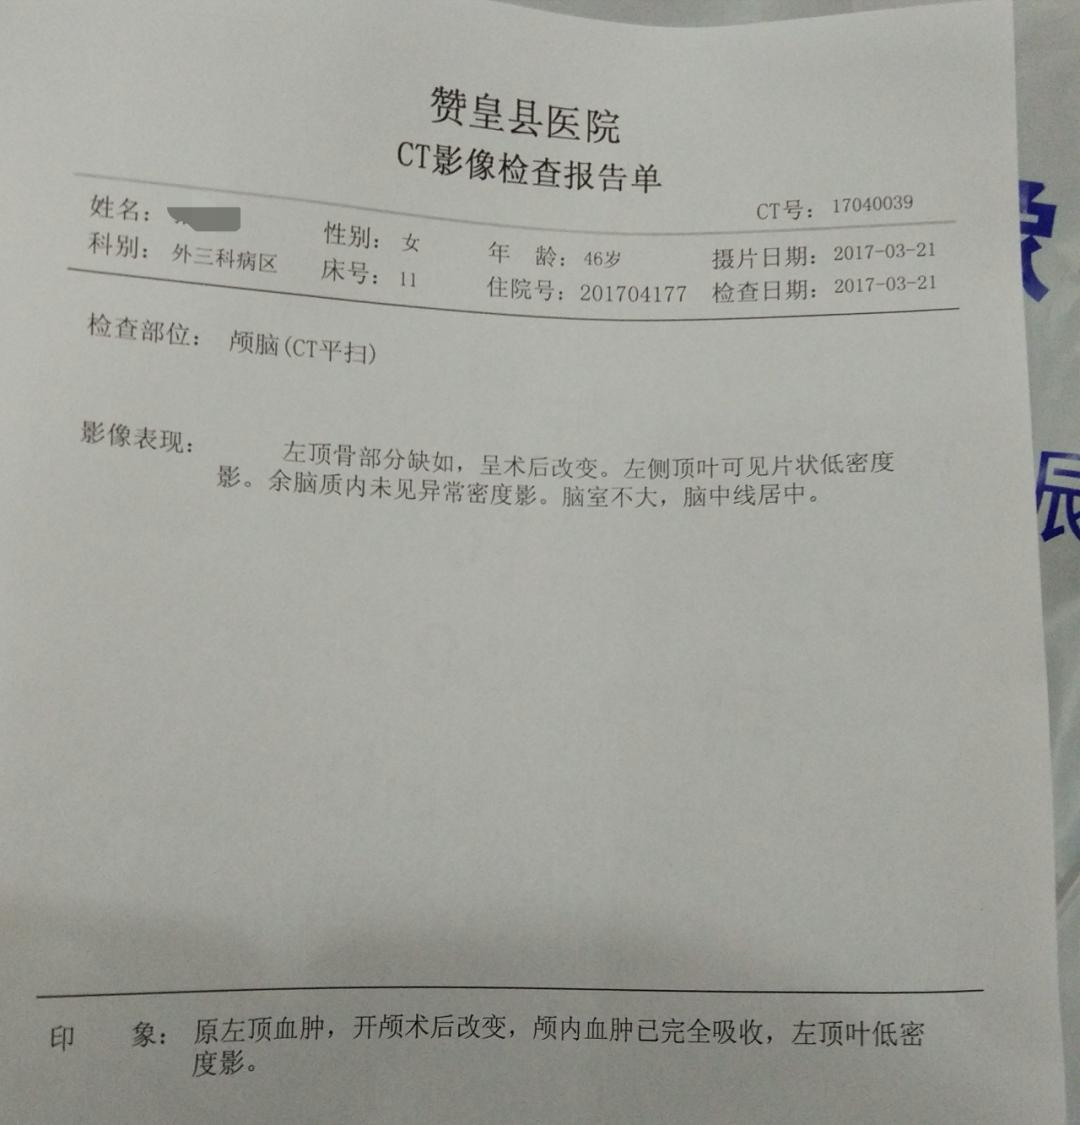 赞皇县医院
CT影像检查报告单
CT号: 17040039
姓名:
性别: 女 年 龄: 46岁 摄片日期: 2017-03-21
科别: 外三科病区 床号: 11 住院号: 201704177 检查日期: 2017-03-21
检查部位: 颅脑(CT平扫)
影像表现: 左顶骨部分缺如，呈术后改变。左侧顶叶可见片状低密度
影。余脑质内未见异常密度影。脑室不大，脑中线居中。
印 象: 原左顶血肿，开颅术后改变，颅内血肿已完全吸收，左顶叶低密
度影。